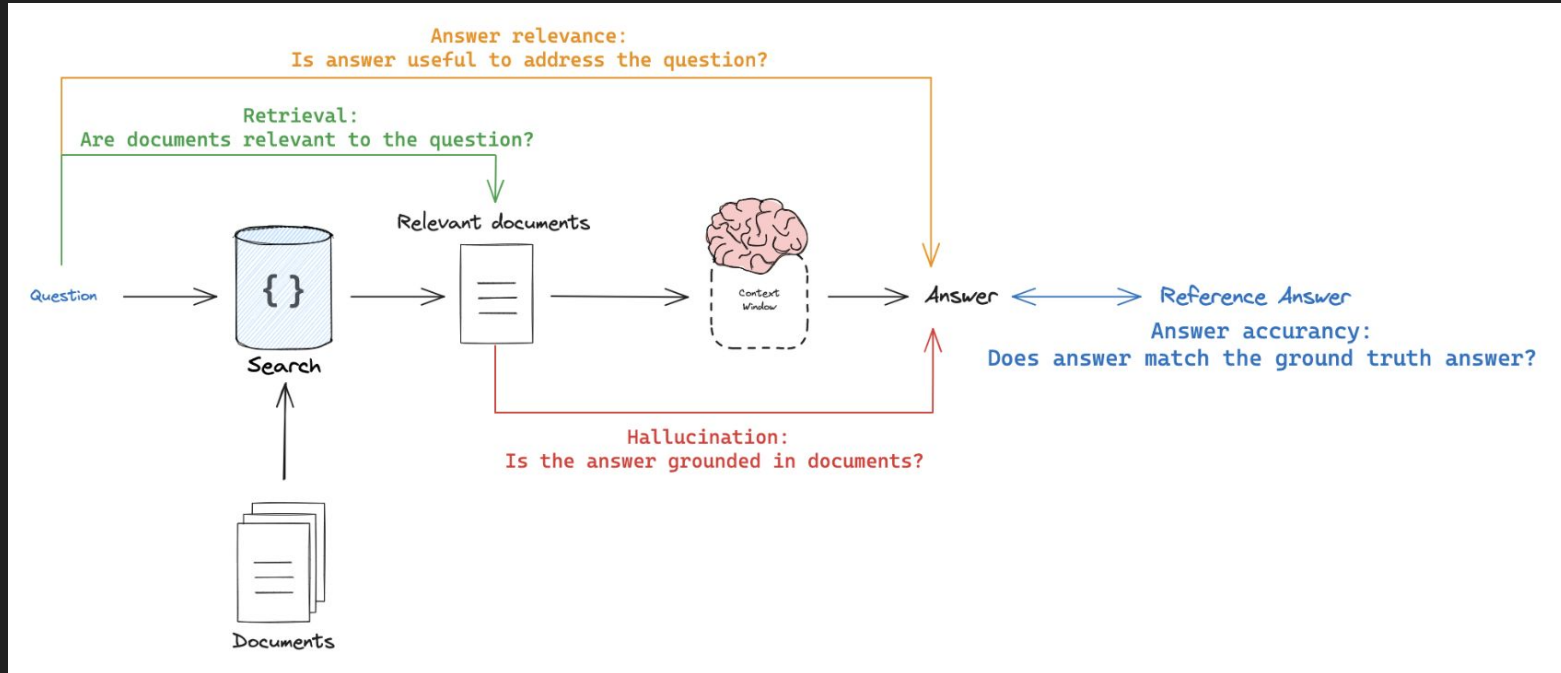 Answer relevance:
Is answer useful to address the question?
Retrieval:
Are documents relevant to the question?
Relevant documents
Question
{}
Search
Context
Window
Answer
Reference Answer
Answer accurancy:
Does answer match the ground truth answer?
Hallucination:
Is the answer grounded in documents?
Documents